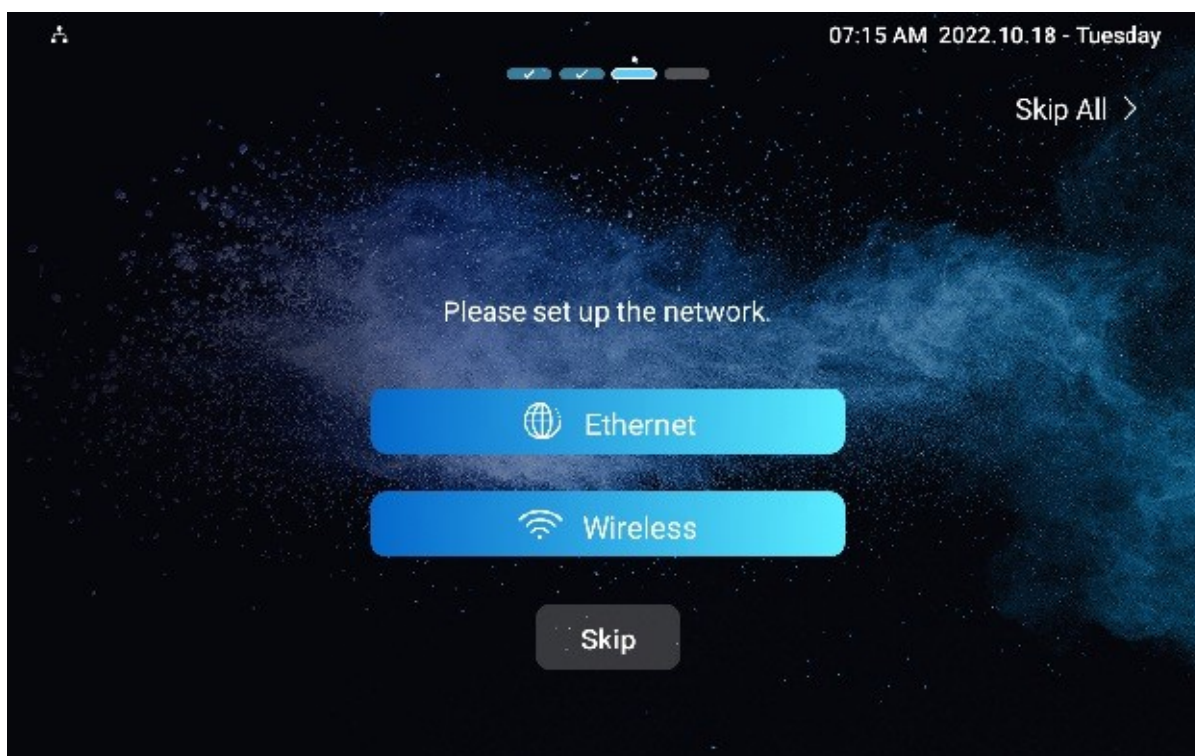 07:15 AM 2022.10.18 - Tuesday
Skip All >
Please set up the network.
Ethernet
Wireless
Skip